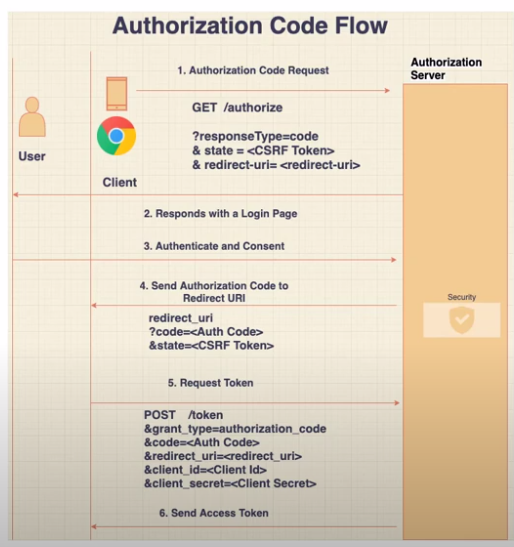 Authorization Code Flow
Authorization
Server
1. Authorization Code Request
GET /authorize
?responseType=code
& state = <CSRF Token>
& redirect-uri= <redirect-uri>
User
Client
2. Responds with a Login Page
3. Authenticate and Consent
4. Send Authorization Code to
Redirect URI
Security
redirect_uri
?code=<Auth Code>
&state=<CSRF Token>
5. Request Token
POST /token
&grant_type=authorization_code
&code=<Auth Code>
&redirect_uri=<redirect_uri>
&client_id=<Client Id>
&client_secret=<Client Secret>
6. Send Access Token